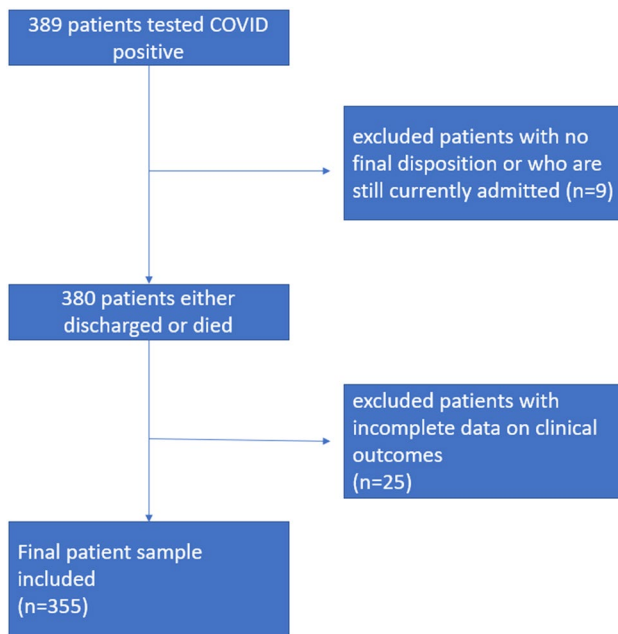 389 patients tested COVID
positive
excluded patients with no
final disposition or who are
still currently admitted (n=9)
380 patients either
discharged or died
excluded patients with
incomplete data on clinical
outcomes
(n=25)
Final patient sample
included
(n=355)